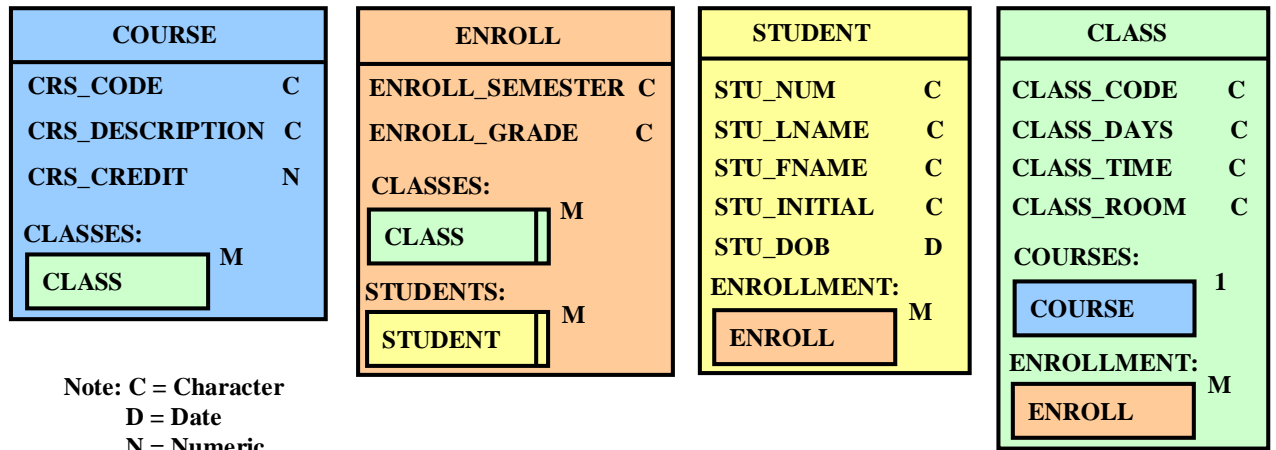 COURSE
CRS_CODE C
CRS_DESCRIPTION C
CRS_CREDIT N
CLASSES:
M
CLASS
ENROLL
ENROLL_SEMESTER C
ENROLL_GRADE C
CLASSES:
M
CLASS
STUDENTS:
M
STUDENT
STUDENT
STU_NUM C
STU_LNAME C
STU_FNAME C
STU_INITIAL C
STU_DOB D
ENROLLMENT:
M
ENROLL
CLASS
CLASS_CODE C
CLASS_DAYS C
CLASS_TIME C
CLASS_ROOM C
COURSES:
1
COURSE
ENROLLMENT:
M
ENROLL
Note: C = Character
D = Date
N = Numeric